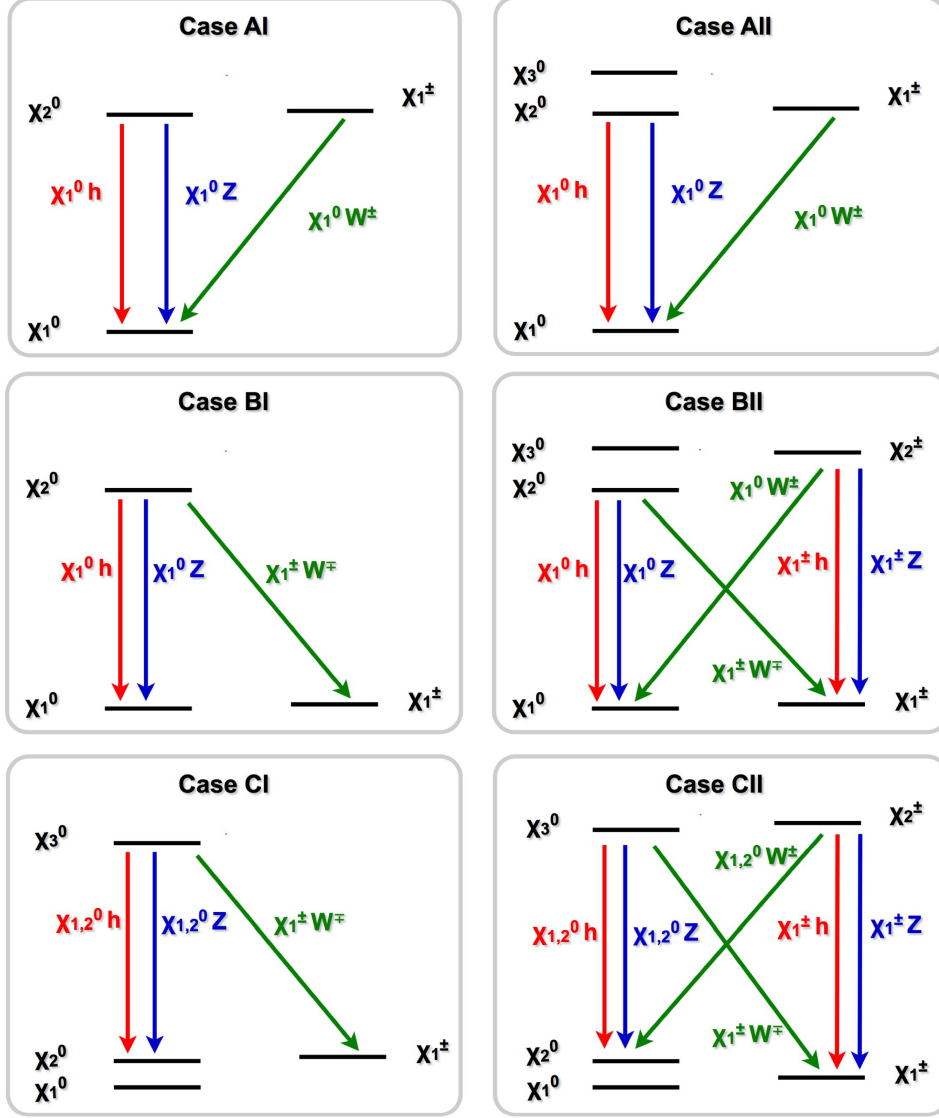 Case AI
χ₂⁰
χ₁±
χ₁⁰ h
χ₁⁰ Z
χ₁⁰ W±
χ₁⁰
Case AII
χ₃⁰
χ₂⁰
χ₁±
χ₁⁰ h
χ₁⁰ Z
χ₁⁰ W±
χ₁⁰
Case BI
χ₂⁰
χ₁⁰ h
χ₁⁰ Z
χ₁± W∓
χ₁⁰
χ₁±
Case BII
χ₃⁰
χ₂±
χ₂⁰
χ₁⁰ W±
χ₁⁰ h
χ₁⁰ Z
χ₁± h
χ₁± Z
χ₁± W∓
χ₁⁰
χ₁±
Case CI
χ₃⁰
χ₁,₂⁰ h
χ₁,₂⁰ Z
χ₁± W∓
χ₂⁰
χ₁±
χ₁⁰
Case CII
χ₃⁰
χ₂±
χ₁,₂⁰ W±
χ₁,₂⁰ h
χ₁,₂⁰ Z
χ₁± h
χ₁± Z
χ₁± W∓
χ₂⁰
χ₁⁰
χ₁±